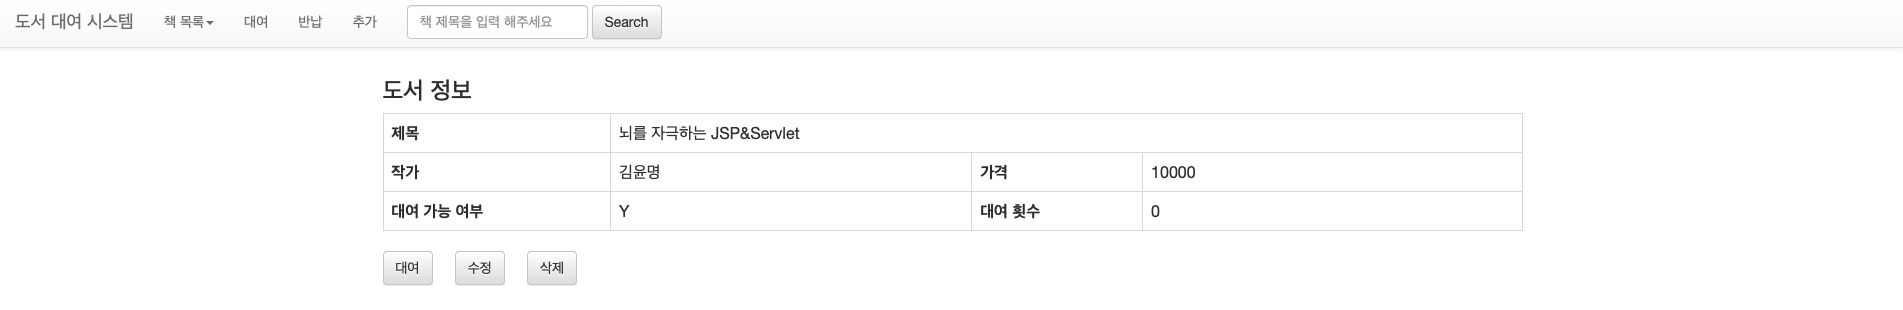 도서 대여 시스템 책 목록 대여 반납 추가 책 제목을 입력 해주세요 Search
도서 정보
제목 뇌를 자극하는 JSP&Servlet
작가 김윤명 가격 10000
대여 가능 여부 Y 대여 횟수 0
대여 수정 삭제